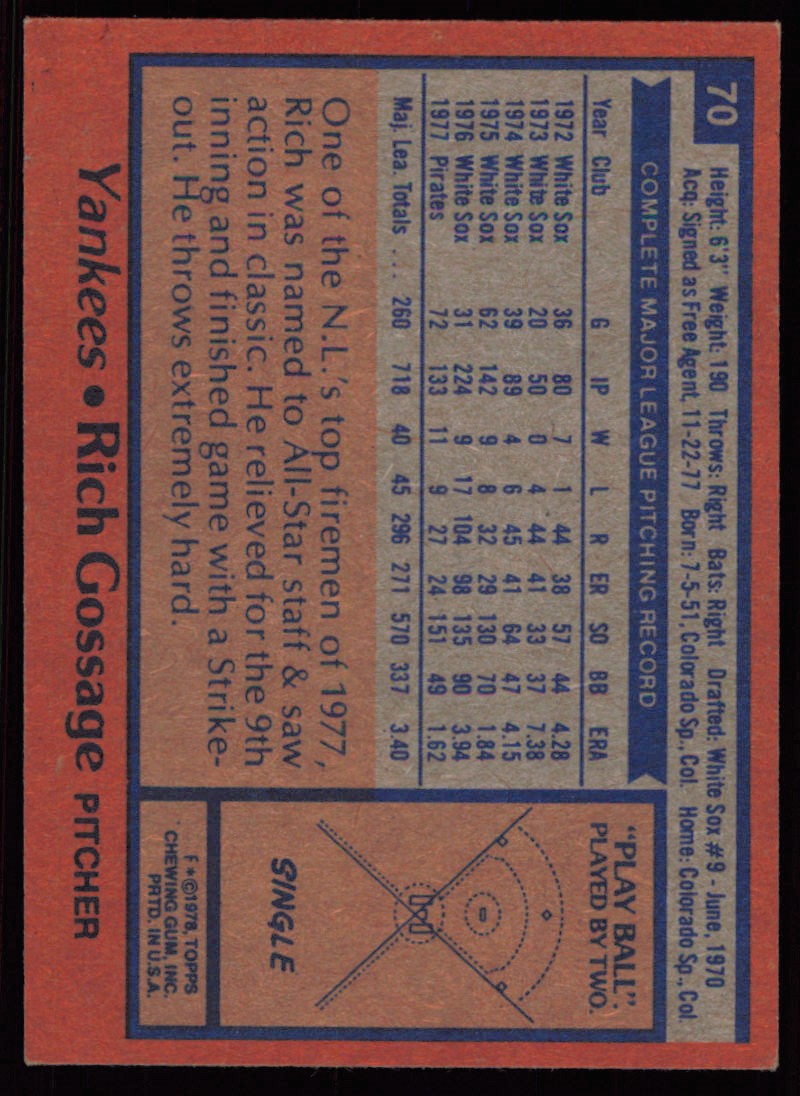 70
Height: 6'3" Weight: 190 Throws: Right Bats: Right Drafted: White Sox #9 - June, 1970
Acq: Signed as Free Agent, 11-22-77 Born: 7-5-51, Colorado Sp., Col. Home: Colorado Sp., Col.
COMPLETE MAJOR LEAGUE PITCHING RECORD
Year Club G IP W L R ER SO BB ERA
1972 White Sox 36 80 7 1 44 38 57 44 4.28
1973 White Sox 20 50 0 4 44 41 33 37 7.38
1974 White Sox 39 89 4 6 45 41 64 47 4.15
1975 White Sox 62 142 9 8 32 29 130 70 1.84
1976 White Sox 31 224 9 17 104 98 135 90 3.94
1977 Pirates 72 133 11 9 27 24 151 49 1.62
Maj. Lea. Totals ... 260 718 40 45 296 271 570 337 3.40
One of the N.L.'s top firemen of 1977,
Rich was named to All-Star staff & saw
action in classic. He relieved for the 9th
inning and finished game with a Strike-
out. He throws extremely hard.
"PLAY BALL"
PLAYED BY TWO.
SINGLE
F*©1978, TOPPS
CHEWING GUM, INC.
PRTD. IN U.S.A.
Yankees • Rich Gossage PITCHER